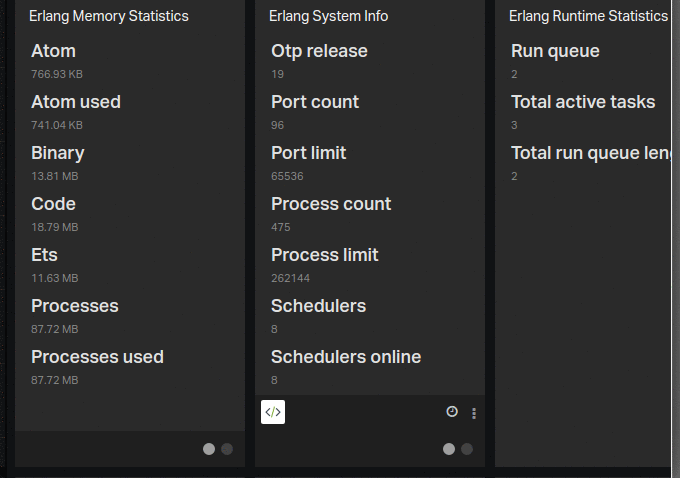 Erlang Memory Statistics
Atom
766.93 KB
Atom used
741.04 KB
Binary
13.81 MB
Code
18.79 MB
Ets
11.63 MB
Processes
87.72 MB
Processes used
87.72 MB
Erlang System Info
Otp release
19
Port count
96
Port limit
65536
Process count
475
Process limit
262144
Schedulers
8
Schedulers online
8
</>
Erlang Runtime Statistics
Run queue
2
Total active tasks
3
Total run queue len
2